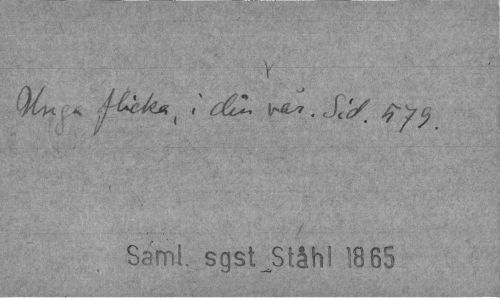 Unga flicka, i din vår. Sid. 579.
Saml. sgst Ståhl 1865